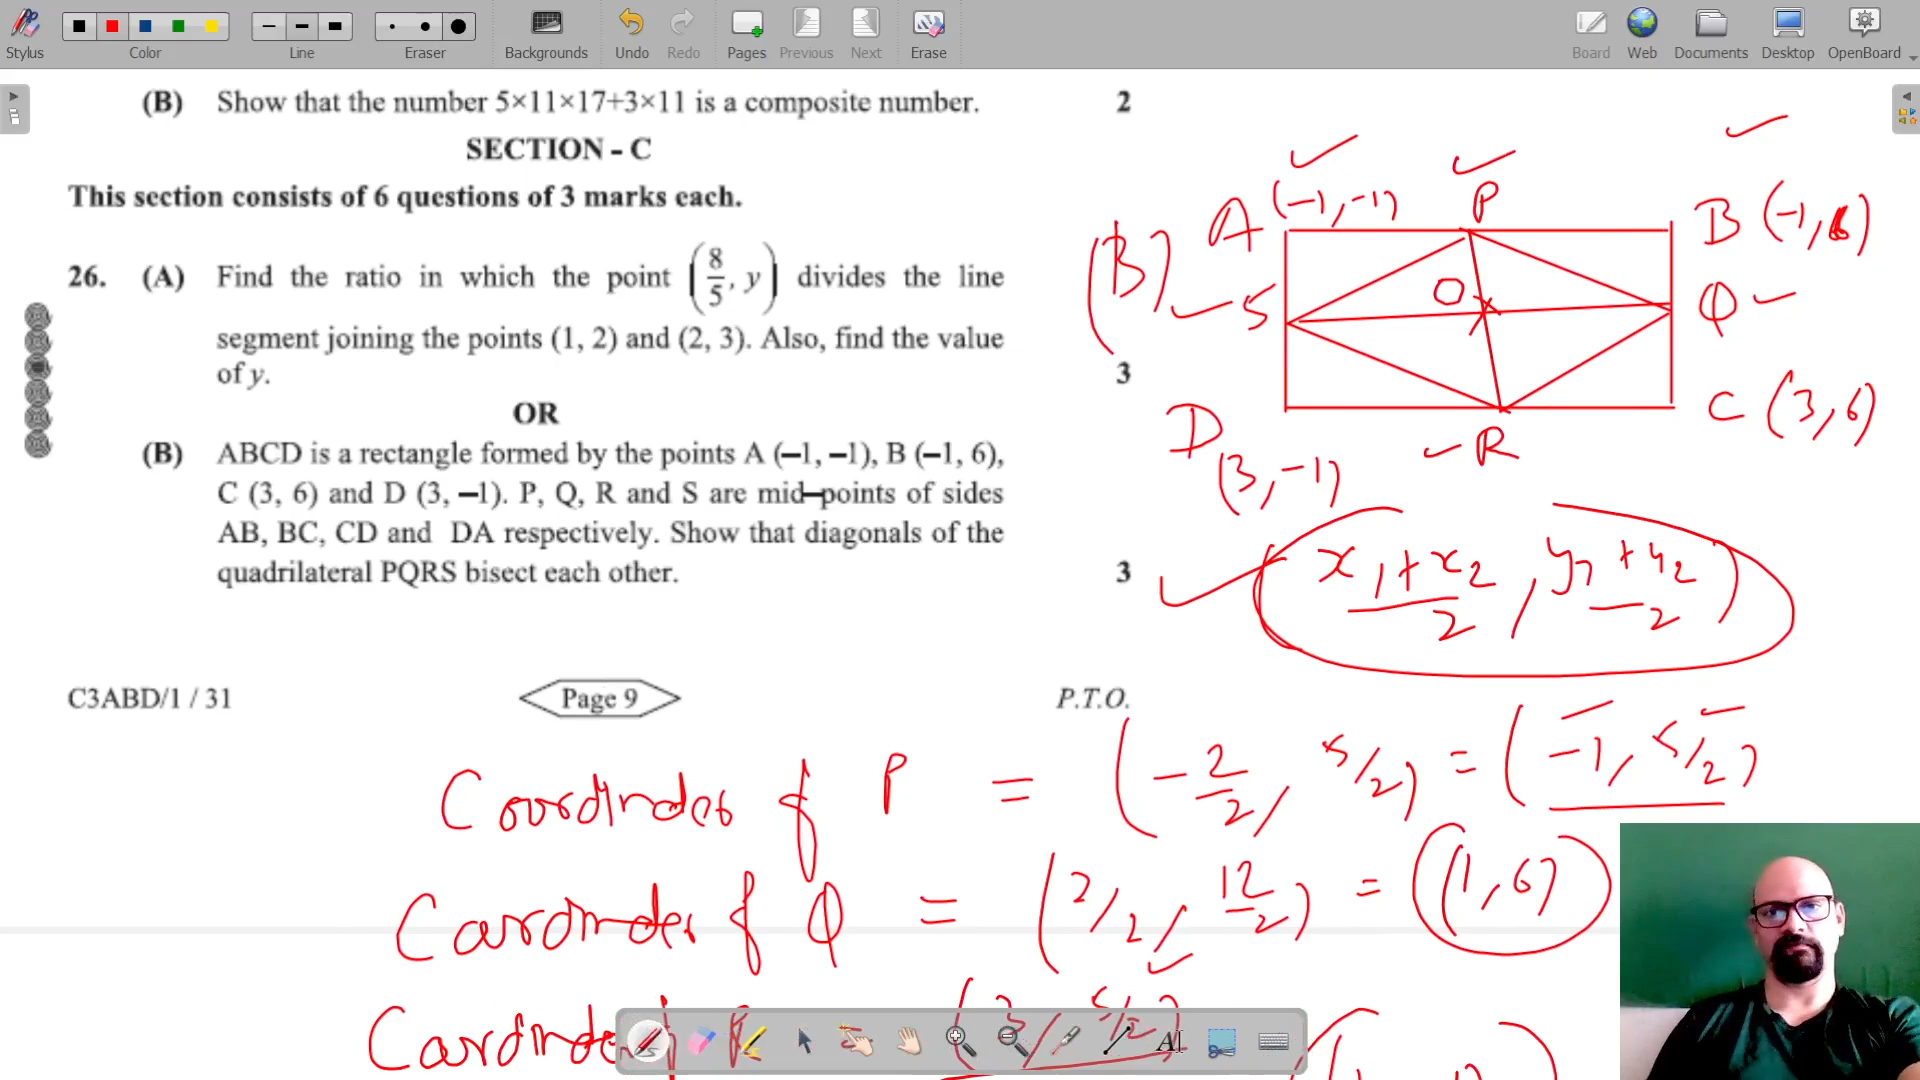 Stylus Color Line Eraser Backgrounds Undo Redo Pages Previous Next Erase Board Web Documents Desktop OpenBoard
(B) Show that the number 5×11×17+3×11 is a composite number. 2
SECTION - C
This section consists of 6 questions of 3 marks each.
26. (A) Find the ratio in which the point (8/5, y) divides the line
segment joining the points (1, 2) and (2, 3). Also, find the value
of y. 3
OR
(B) ABCD is a rectangle formed by the points A (–1, –1), B (–1, 6),
C (3, 6) and D (3, –1). P, Q, R and S are mid-points of sides
AB, BC, CD and DA respectively. Show that diagonals of the
quadrilateral PQRS bisect each other. 3
C3ABD/1 / 31 Page 9 P.T.O.
(B) A (-1, -1) P B (-1, 6)
S O Q
D (3, -1) R C (3, 6)
x1+x2/2, y1+y2/2)
Coordinates of P = (-2/2, 5/2) = (-1, 5/2)
Coordinates of Q = (2/2, 12/2) = (1, 6)
AI